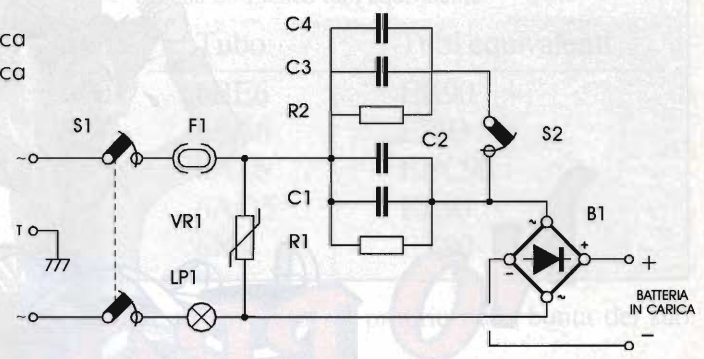 ca
ca
C4
C3
R2
S1
F1
C2
S2
~
C1
VR1
R1
B1
T
~
+
-
+
LP1
~
BATTERIA
IN CARICA
~
-